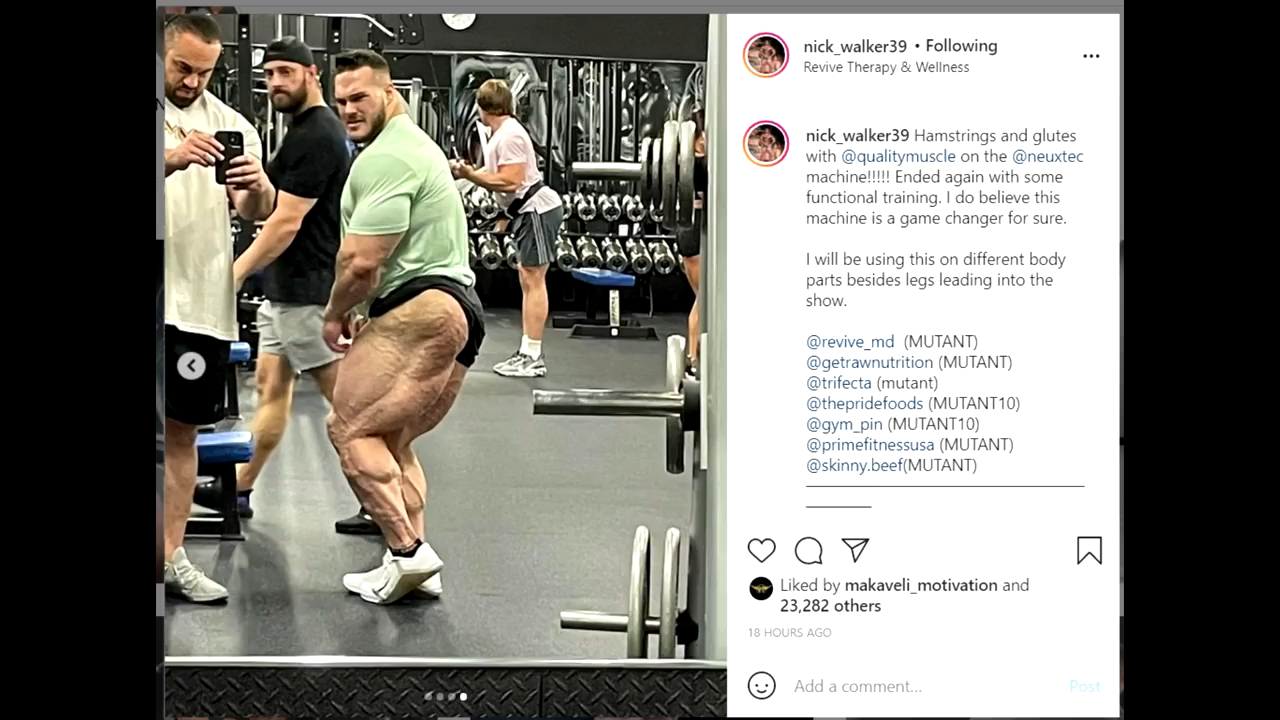 nick_walker39 • Following
Revive Therapy & Wellness
nick_walker39 Hamstrings and glutes
with @qualitymuscle on the @neuxtec
machine!!!!! Ended again with some
functional training. I do believe this
machine is a game changer for sure.
I will be using this on different body
parts besides legs leading into the
show.
@revive_md (MUTANT)
@getrawnutrition (MUTANT)
@trifecta (mutant)
@thepridefoods (MUTANT10)
@gym_pin (MUTANT10)
@primefitnessusa (MUTANT)
@skinny.beef(MUTANT)
Liked by makaveli_motivation and
23,282 others
18 HOURS AGO
Add a comment...
Post